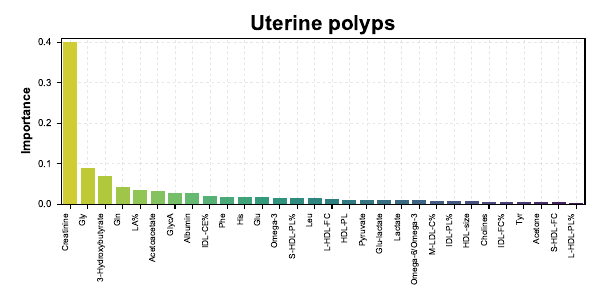 Uterine polyps
Importance
0.4
0.3
0.2
0.1
0.0
Creatinine
Gly
3-Hydroxybutyrate
Gln
LA%
Acetoacetate
GlycA
Albumin
IDL-CE%
Phe
His
Glu
Omega-3
S-HDL-PL%
Leu
L-HDL-FC
HDL-PL
Pyruvate
Glu-lactate
Lactate
Omega-6/Omega-3
M-LDL-C%
IDL-PL%
HDL-size
Cholines
IDL-FC%
Tyr
Acetone
S-HDL-FC
L-HDL-PL%